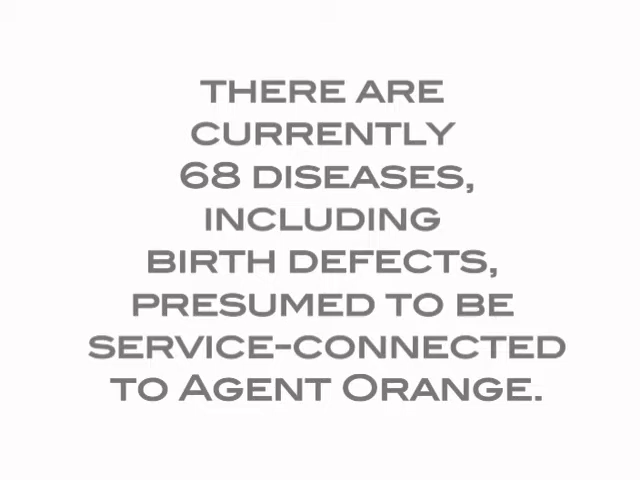 THERE ARE
CURRENTLY
68 DISEASES,
INCLUDING
BIRTH DEFECTS,
PRESUMED TO BE
SERVICE-CONNECTED
TO AGENT ORANGE.